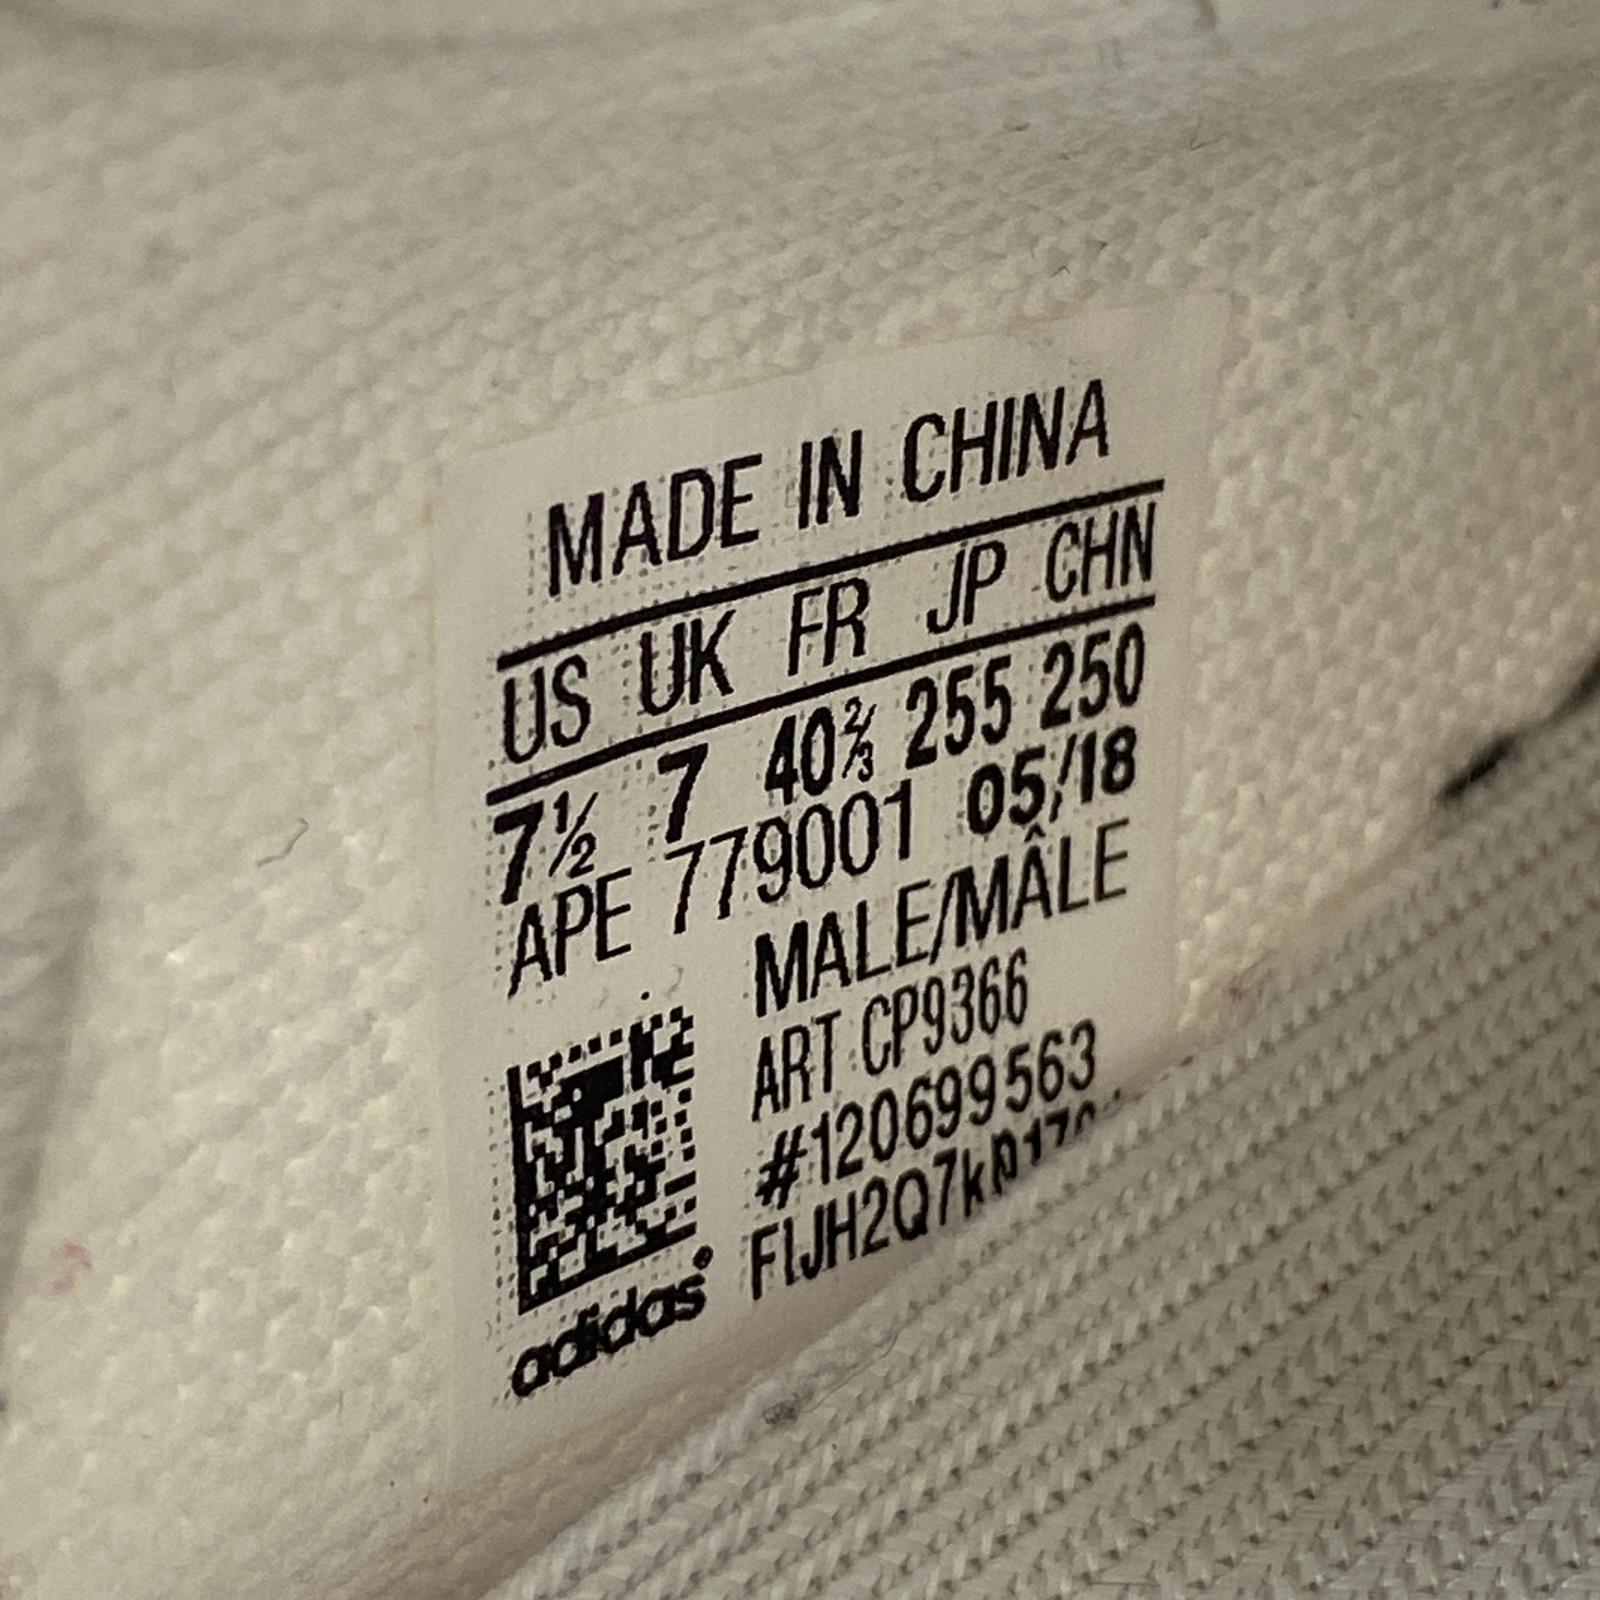 MADE IN CHINA
US UK FR JP CHN
7½ 7 40⅔ 255 250
APE 779001 05/18
MALE/MÂLE
ART CP9366
#120699563
adidas®